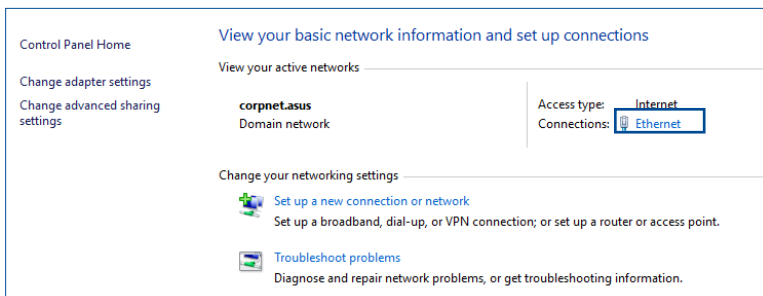 Control Panel Home
Change adapter settings
Change advanced sharing
settings
View your basic network information and set up connections
View your active networks
corpnet.asus
Domain network
Access type: Internet
Connections: Ethernet
Change your networking settings
Set up a new connection or network
Set up a broadband, dial-up, or VPN connection; or set up a router or access point.
Troubleshoot problems
Diagnose and repair network problems, or get troubleshooting information.